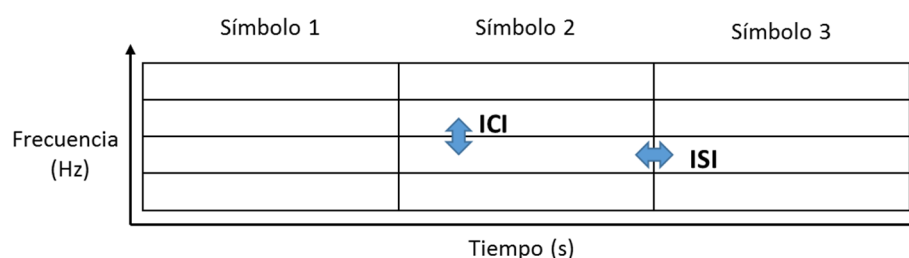 Símbolo 1
Símbolo 2
Símbolo 3
Frecuencia
(Hz)
ICI
ISI
Tiempo (s)